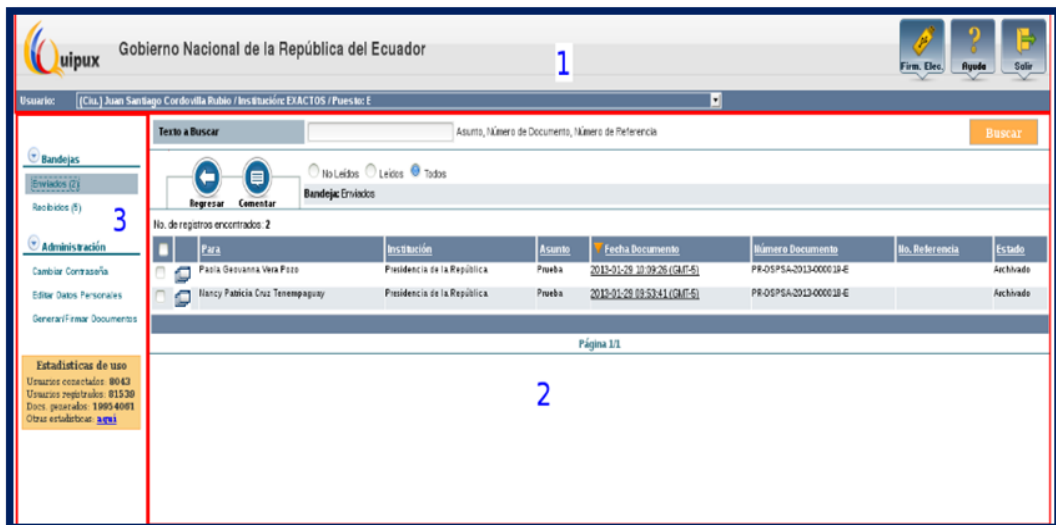 Quipux
Gobierno Nacional de la República del Ecuador
1
Firm. Elec. Ayuda Salir
Usuario: (Ciu.) Juan Santiago Cordovilla Rubio / Institución: EXACTOS / Puesto: E
Texto a Buscar Asunto, Número de Documento, Número de Referencia Buscar
Bandejas
Enviados (2)
Recibidos (5)
3
Administración
Cambiar Contraseña
Editar Datos Personales
Generar/Firmar Documentos
Estadísticas de uso
Usuarios conectados: 8043
Usuarios registrados: 81539
Docs. generados: 19954061
Otras estadísticas: aquí
Regresar Comentar
No Leídos Leídos Todos
Bandeja: Enviados
No. de registros encontrados: 2
Para Institución Asunto Fecha Documento Número Documento No. Referencia Estado
Paola Geovanna Vera Pozo Presidencia de la República Prueba 2013-01-29 10:09:26 (GMT-5) PR-DSPSA-2013-000019-E Archivado
Nancy Patricia Cruz Tenempaguay Presidencia de la República Prueba 2013-01-29 09:53:41 (GMT-5) PR-DSPSA-2013-000018-E Archivado
Página 1/1
2